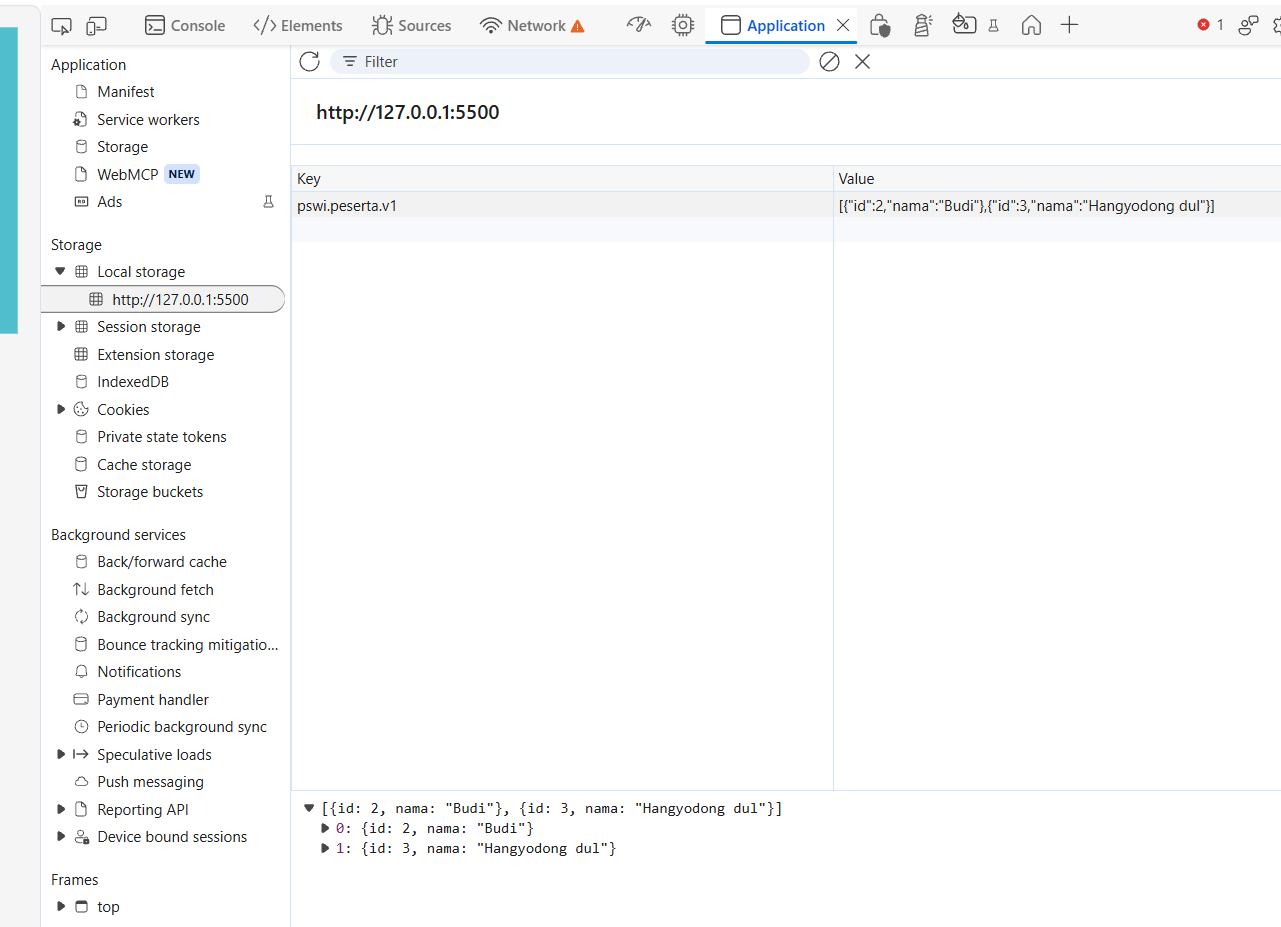 Console Elements Sources Network Application 1
Application
Manifest
Service workers
Storage
WebMCP NEW
Ads
Storage
Local storage
http://127.0.0.1:5500
Session storage
Extension storage
IndexedDB
Cookies
Private state tokens
Cache storage
Storage buckets
Background services
Back/forward cache
Background fetch
Background sync
Bounce tracking mitigatio...
Notifications
Payment handler
Periodic background sync
Speculative loads
Push messaging
Reporting API
Device bound sessions
Frames
top
Filter
http://127.0.0.1:5500
Key Value
pswi.peserta.v1 [{"id":2,"nama":"Budi"},{"id":3,"nama":"Hangyodong dul"}]
[{id: 2, nama: "Budi"}, {id: 3, nama: "Hangyodong dul"}]
0: {id: 2, nama: "Budi"}
1: {id: 3, nama: "Hangyodong dul"}